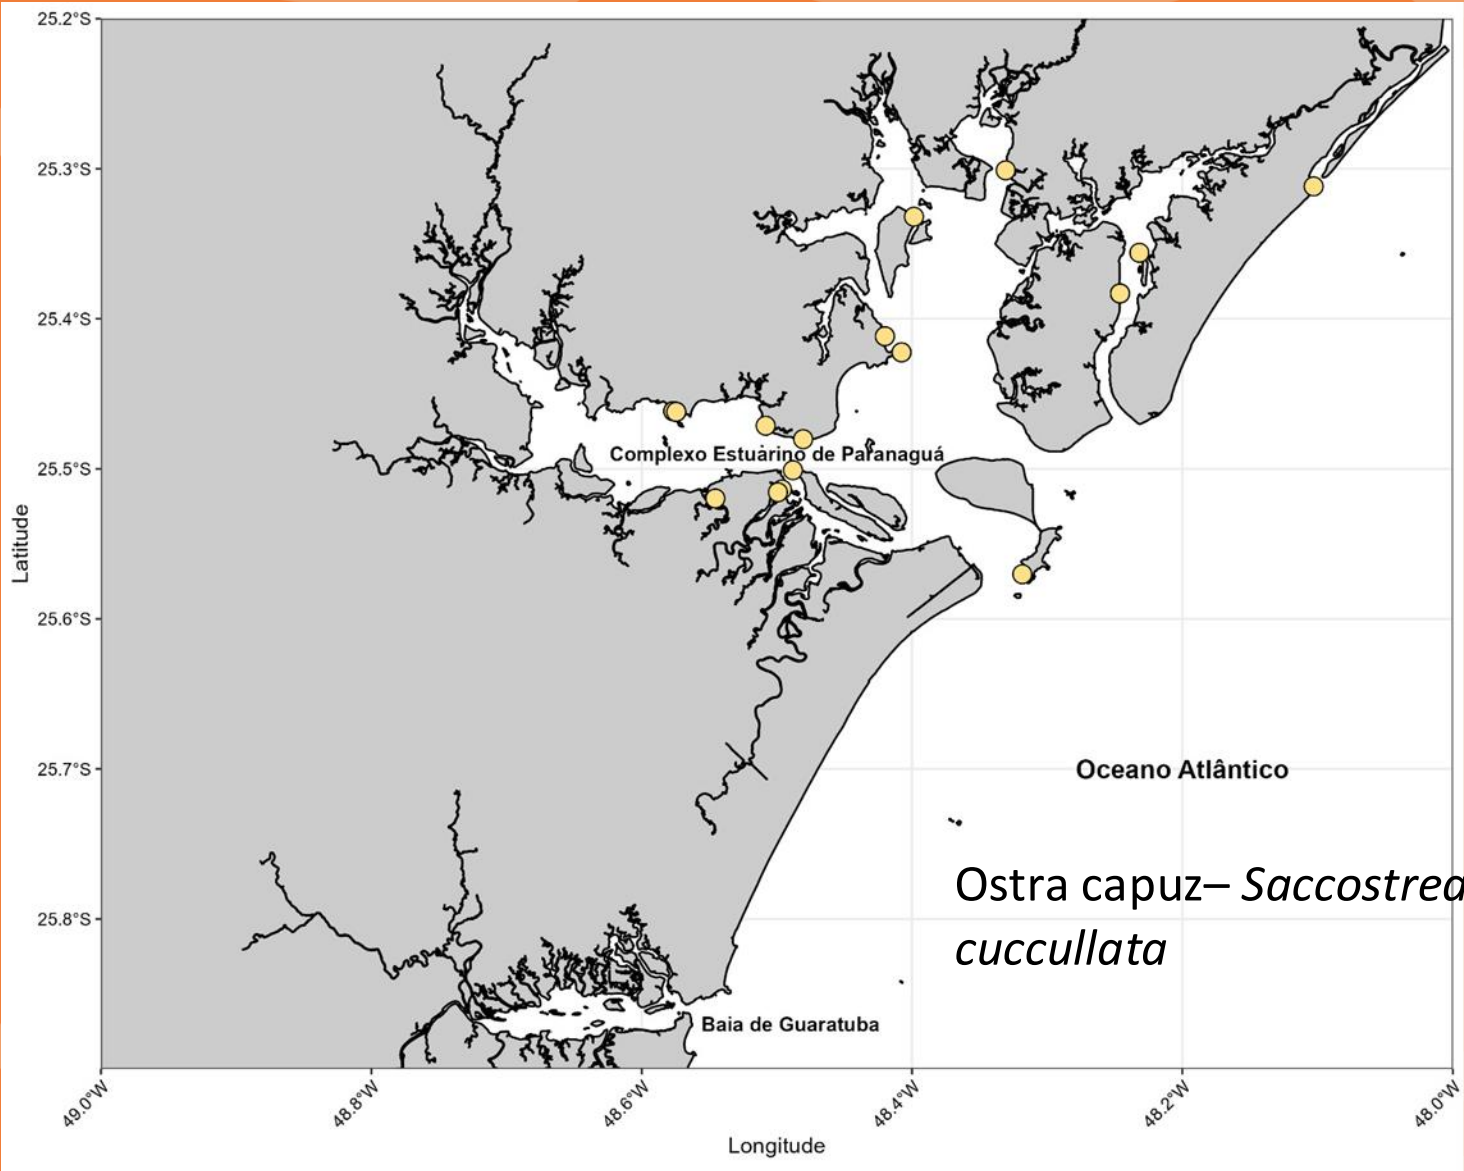 25.2°S
25.3°S
25.4°S
25.5°S
25.6°S
25.7°S
25.8°S
Latitude
Complexo Estuarino de Paranaguá
Oceano Atlântico
Ostra capuz– Saccostrea
cuccullata
Baia de Guaratuba
49.0°W
48.8°W
48.6°W
48.4°W
48.2°W
48.0°W
Longitude